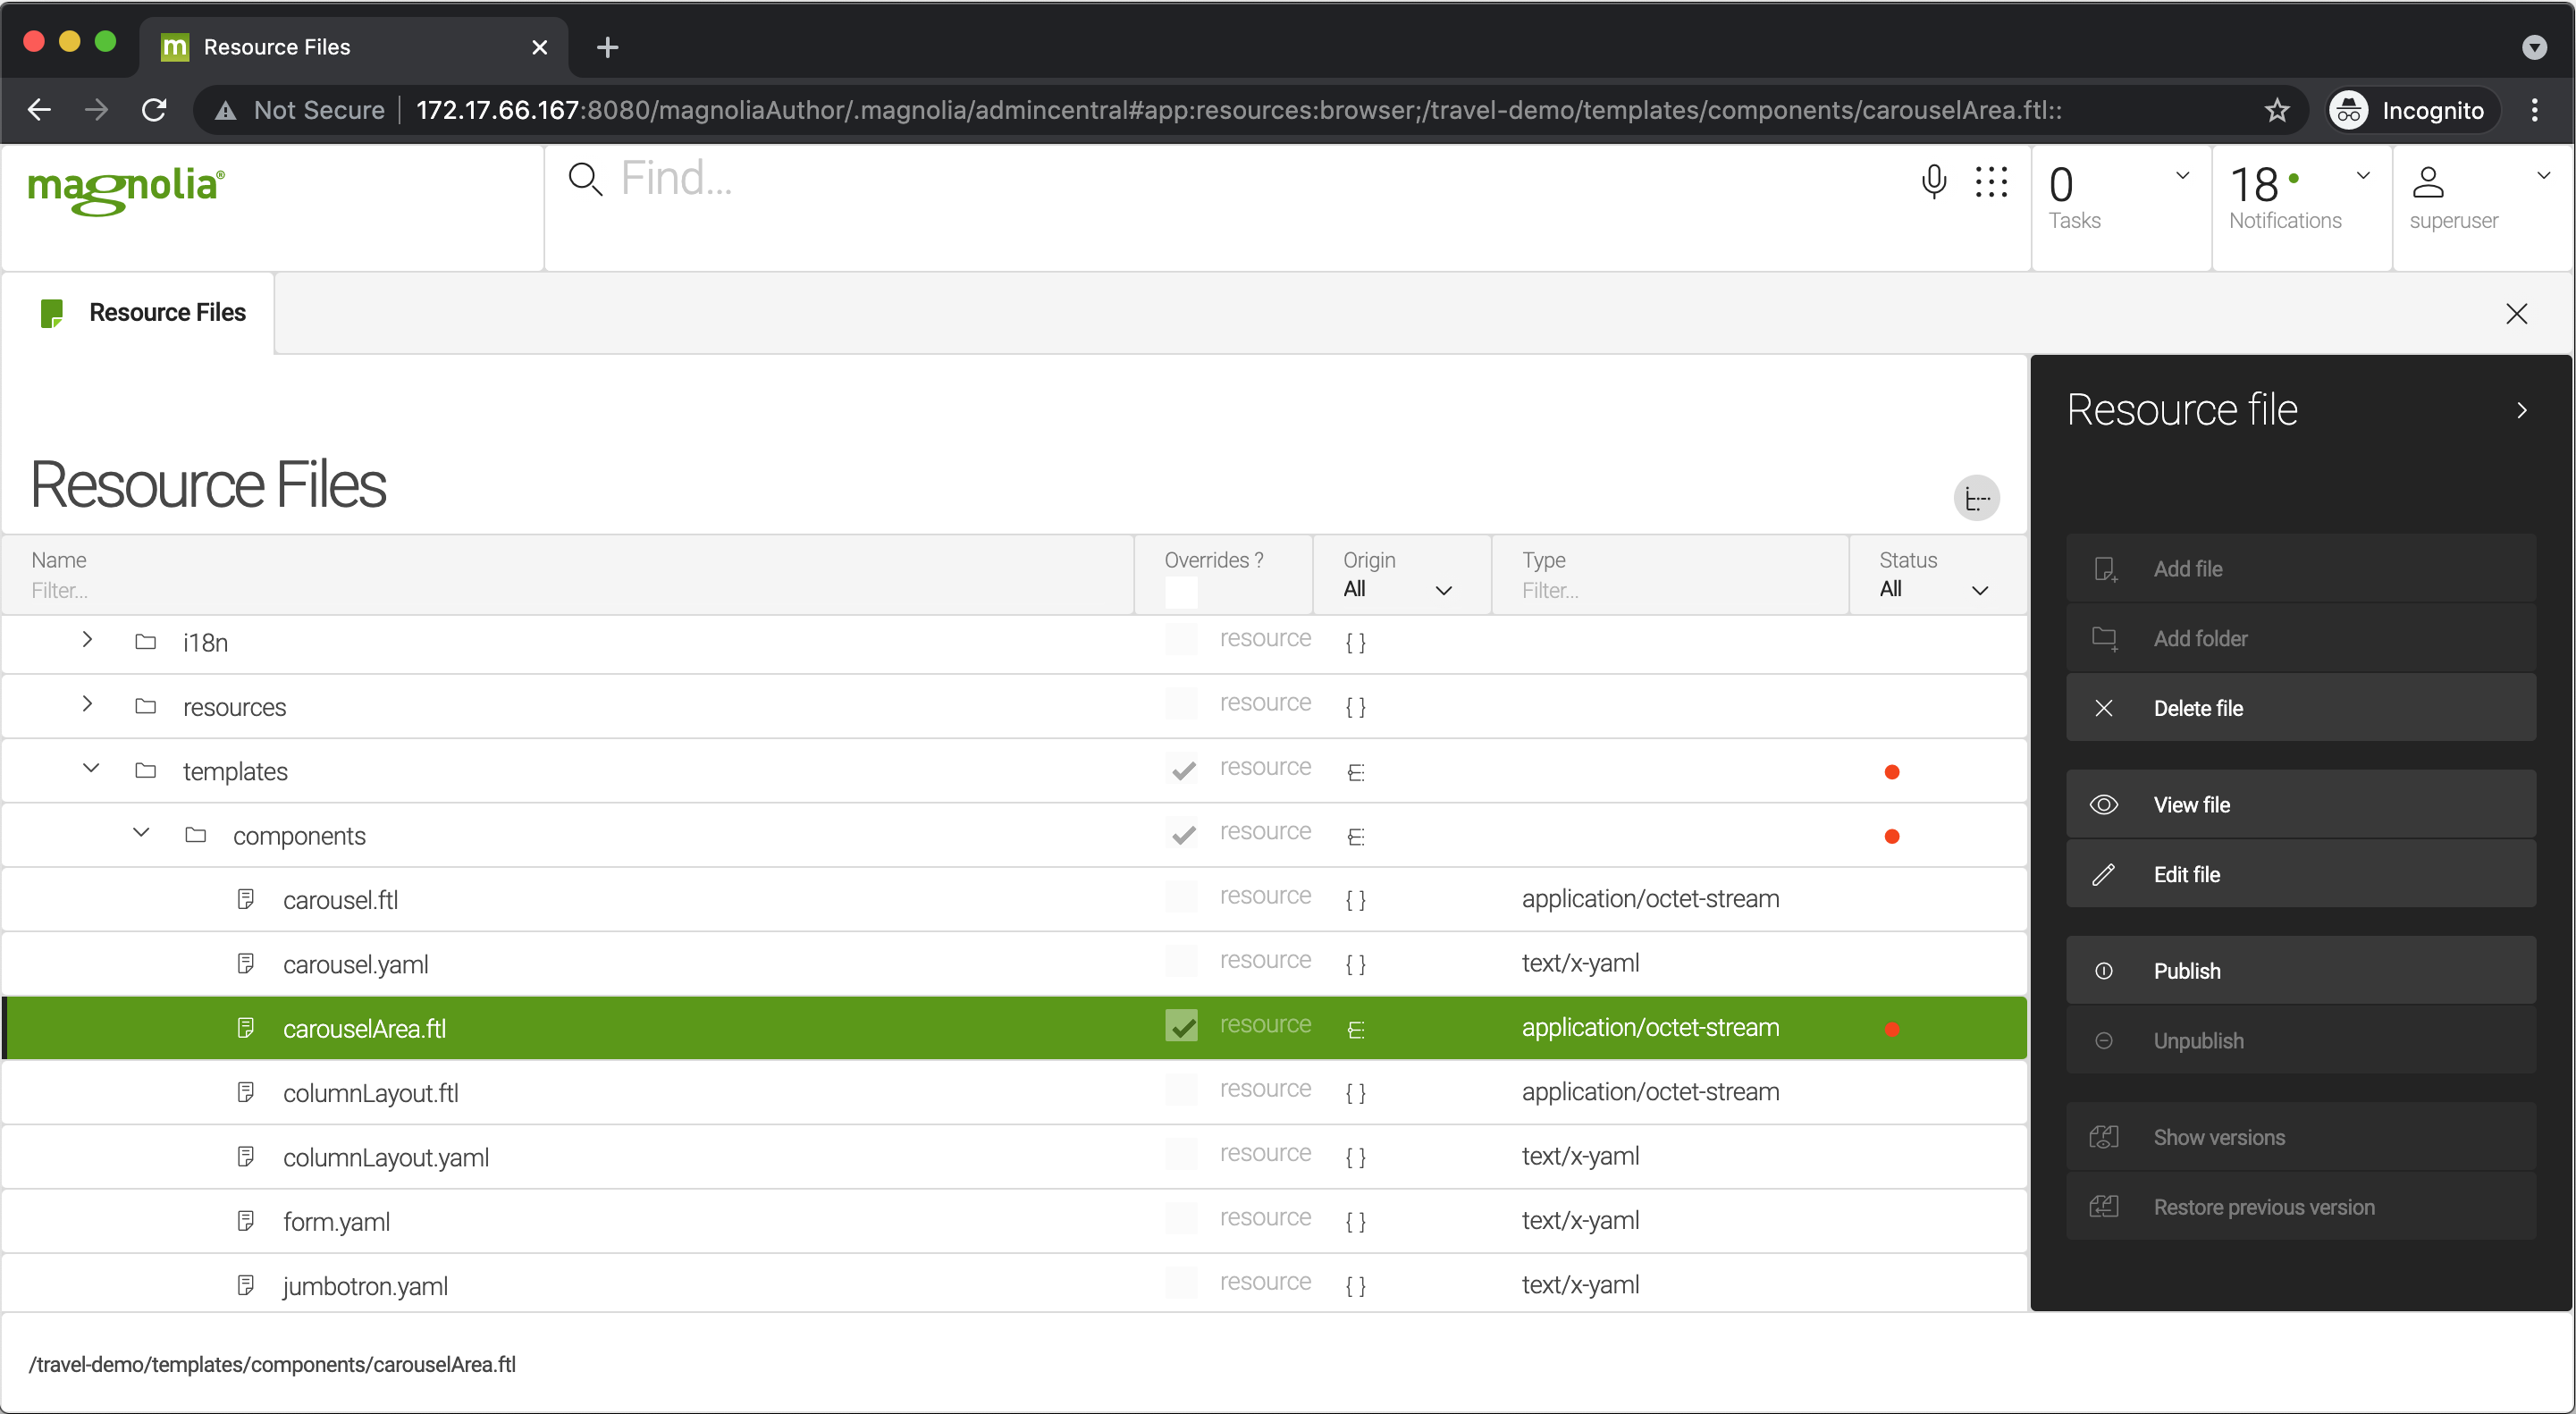 Resource Files
Not Secure
172.17.66.167:8080/magnoliaAuthor/.magnolia/admincentral#app:resources:browser;/travel-demo/templates/components/carouselArea.ftl::
Incognito
magnolia®
Find...
0
Tasks
18
Notifications
superuser
Resource Files
Resource Files
Name
Filter...
Overrides ?
Origin
All
Type
Filter...
Status
All
i18n resource { }
resources resource { }
templates resource
components resource
carousel.ftl resource { } application/octet-stream
carousel.yaml resource { } text/x-yaml
carouselArea.ftl resource application/octet-stream
columnLayout.ftl resource { } application/octet-stream
columnLayout.yaml resource { } text/x-yaml
form.yaml resource { } text/x-yaml
jumbotron.yaml resource { } text/x-yaml
Resource file
Add file
Add folder
Delete file
View file
Edit file
Publish
Unpublish
Show versions
Restore previous version
/travel-demo/templates/components/carouselArea.ftl